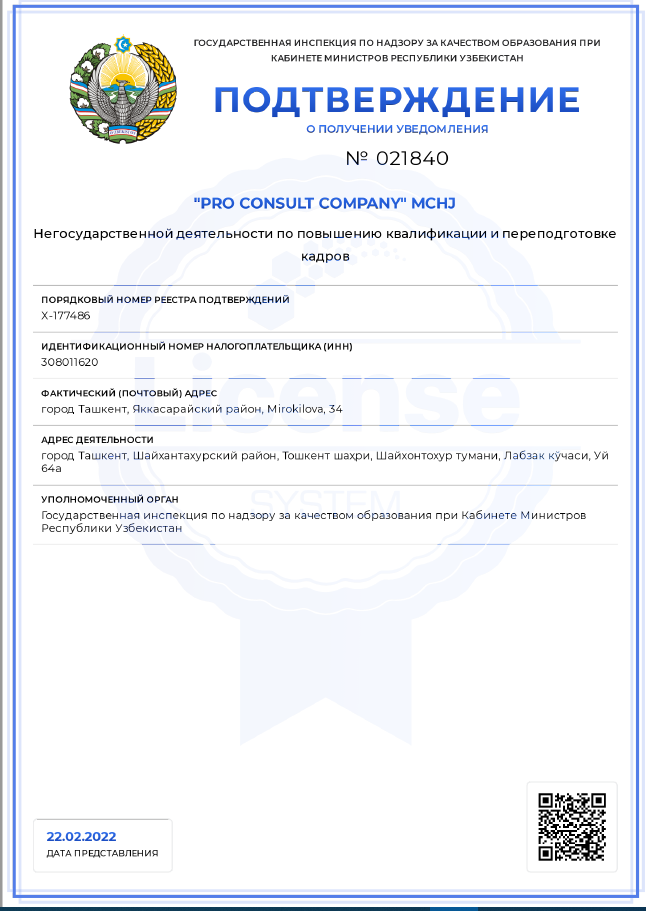 ГОСУДАРСТВЕННАЯ ИНСПЕКЦИЯ ПО НАДЗОРУ ЗА КАЧЕСТВОМ ОБРАЗОВАНИЯ ПРИ
КАБИНЕТЕ МИНИСТРОВ РЕСПУБЛИКИ УЗБЕКИСТАН
ПОДТВЕРЖДЕНИЕ
О ПОЛУЧЕНИИ УВЕДОМЛЕНИЯ
№ 021840
"PRO CONSULT COMPANY" MCHJ
Негосударственной деятельности по повышению квалификации и переподготовке
кадров
ПОРЯДКОВЫЙ НОМЕР РЕЕСТРА ПОДТВЕРЖДЕНИЙ
X-177486
ИДЕНТИФИКАЦИОННЫЙ НОМЕР НАЛОГОПЛАТЕЛЬЩИКА (ИНН)
308011620
ФАКТИЧЕСКИЙ (ПОЧТОВЫЙ) АДРЕС
город Ташкент, Яккасарайский район, Mirokilova, 34
License
АДРЕС ДЕЯТЕЛЬНОСТИ
город Ташкент, Шайхантахурский район, Тошкент шаҳри, Шайхонтохур тумани, Лабзак кўчаси, Уй
64а
SYSTEM
УПОЛНОМОЧЕННЫЙ ОРГАН
Государственная инспекция по надзору за качеством образования при Кабинете Министров
Республики Узбекистан
22.02.2022
ДАТА ПРЕДСТАВЛЕНИЯ